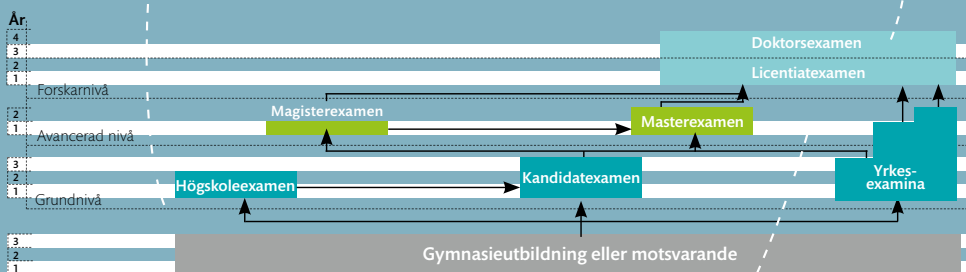 År
4
Doktorsexamen
3
2
Licentiatexamen
1
Forskarnivå
Magisterexamen
2
Masterexamen
1
Avancerad nivå
3
Kandidatexamen
Yrkes-
examina
2
Högskoleexamen
1
Grundnivå
3
Gymnasieutbildning eller motsvarande
2
1